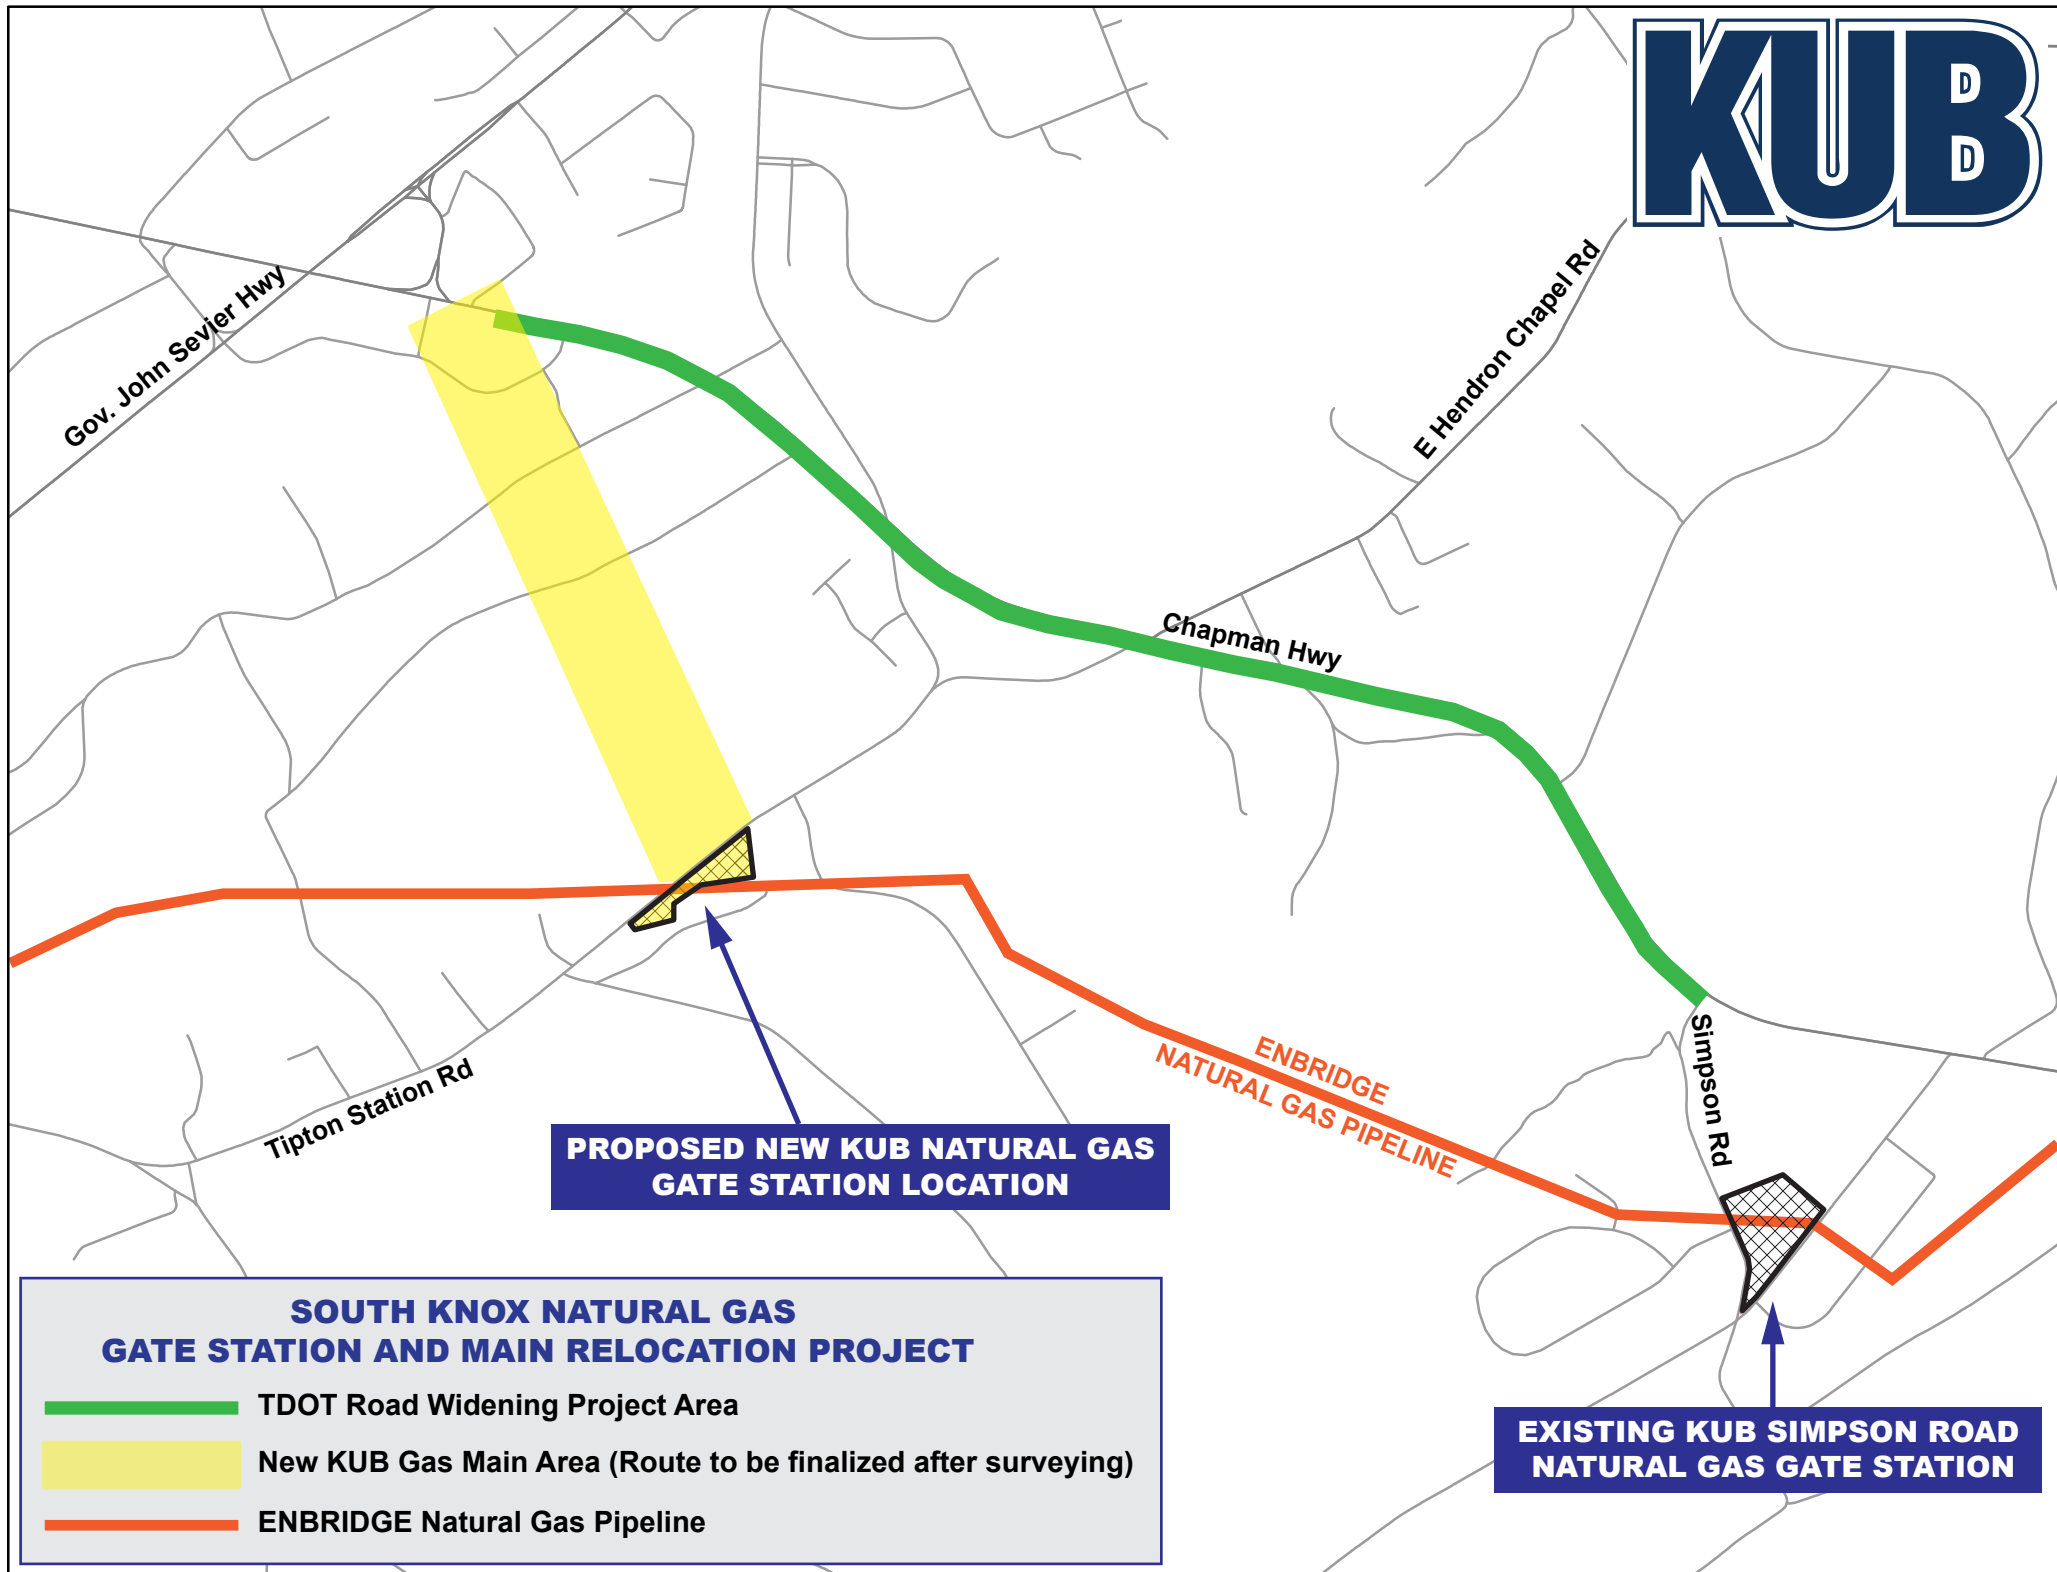 KUB
Gov. John Sevier Hwy
E Hendron Chapel Rd
Chapman Hwy
Simpson Rd
ENBRIDGE
NATURAL GAS PIPELINE
Tipton Station Rd
PROPOSED NEW KUB NATURAL GAS
GATE STATION LOCATION
EXISTING KUB SIMPSON ROAD
NATURAL GAS GATE STATION
SOUTH KNOX NATURAL GAS
GATE STATION AND MAIN RELOCATION PROJECT
TDOT Road Widening Project Area
New KUB Gas Main Area (Route to be finalized after surveying)
ENBRIDGE Natural Gas Pipeline